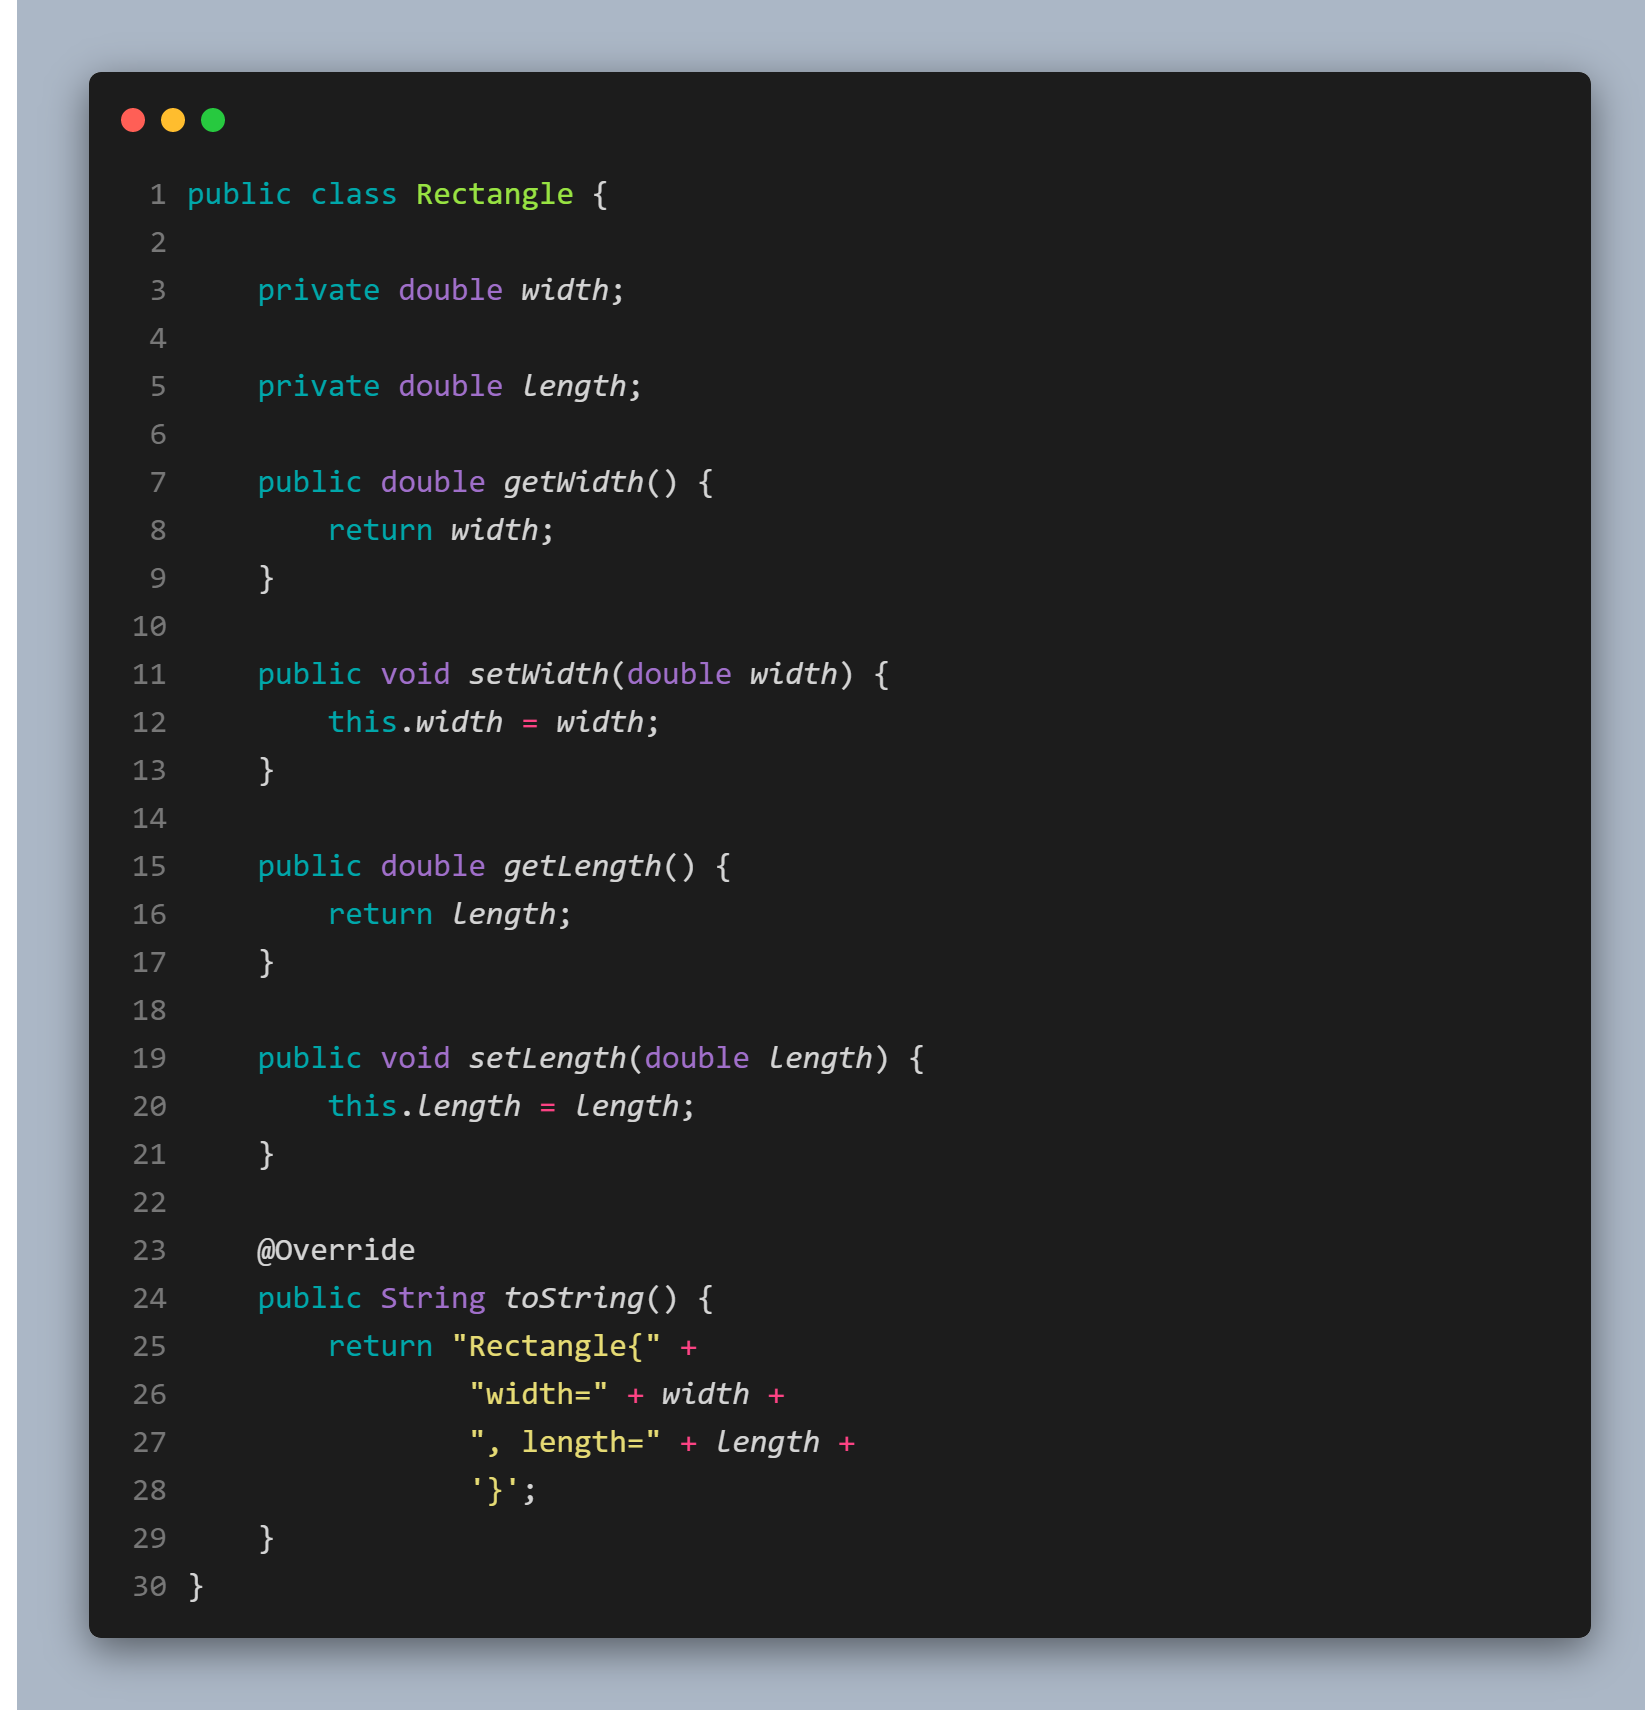 1 public class Rectangle {
2
3     private double width;
4
5     private double length;
6
7     public double getWidth() {
8         return width;
9     }
10
11     public void setWidth(double width) {
12         this.width = width;
13     }
14
15     public double getLength() {
16         return length;
17     }
18
19     public void setLength(double length) {
20         this.length = length;
21     }
22
23     @Override
24     public String toString() {
25         return "Rectangle{" +
26                 "width=" + width +
27                 ", length=" + length +
28                 '}';
29     }
30 }